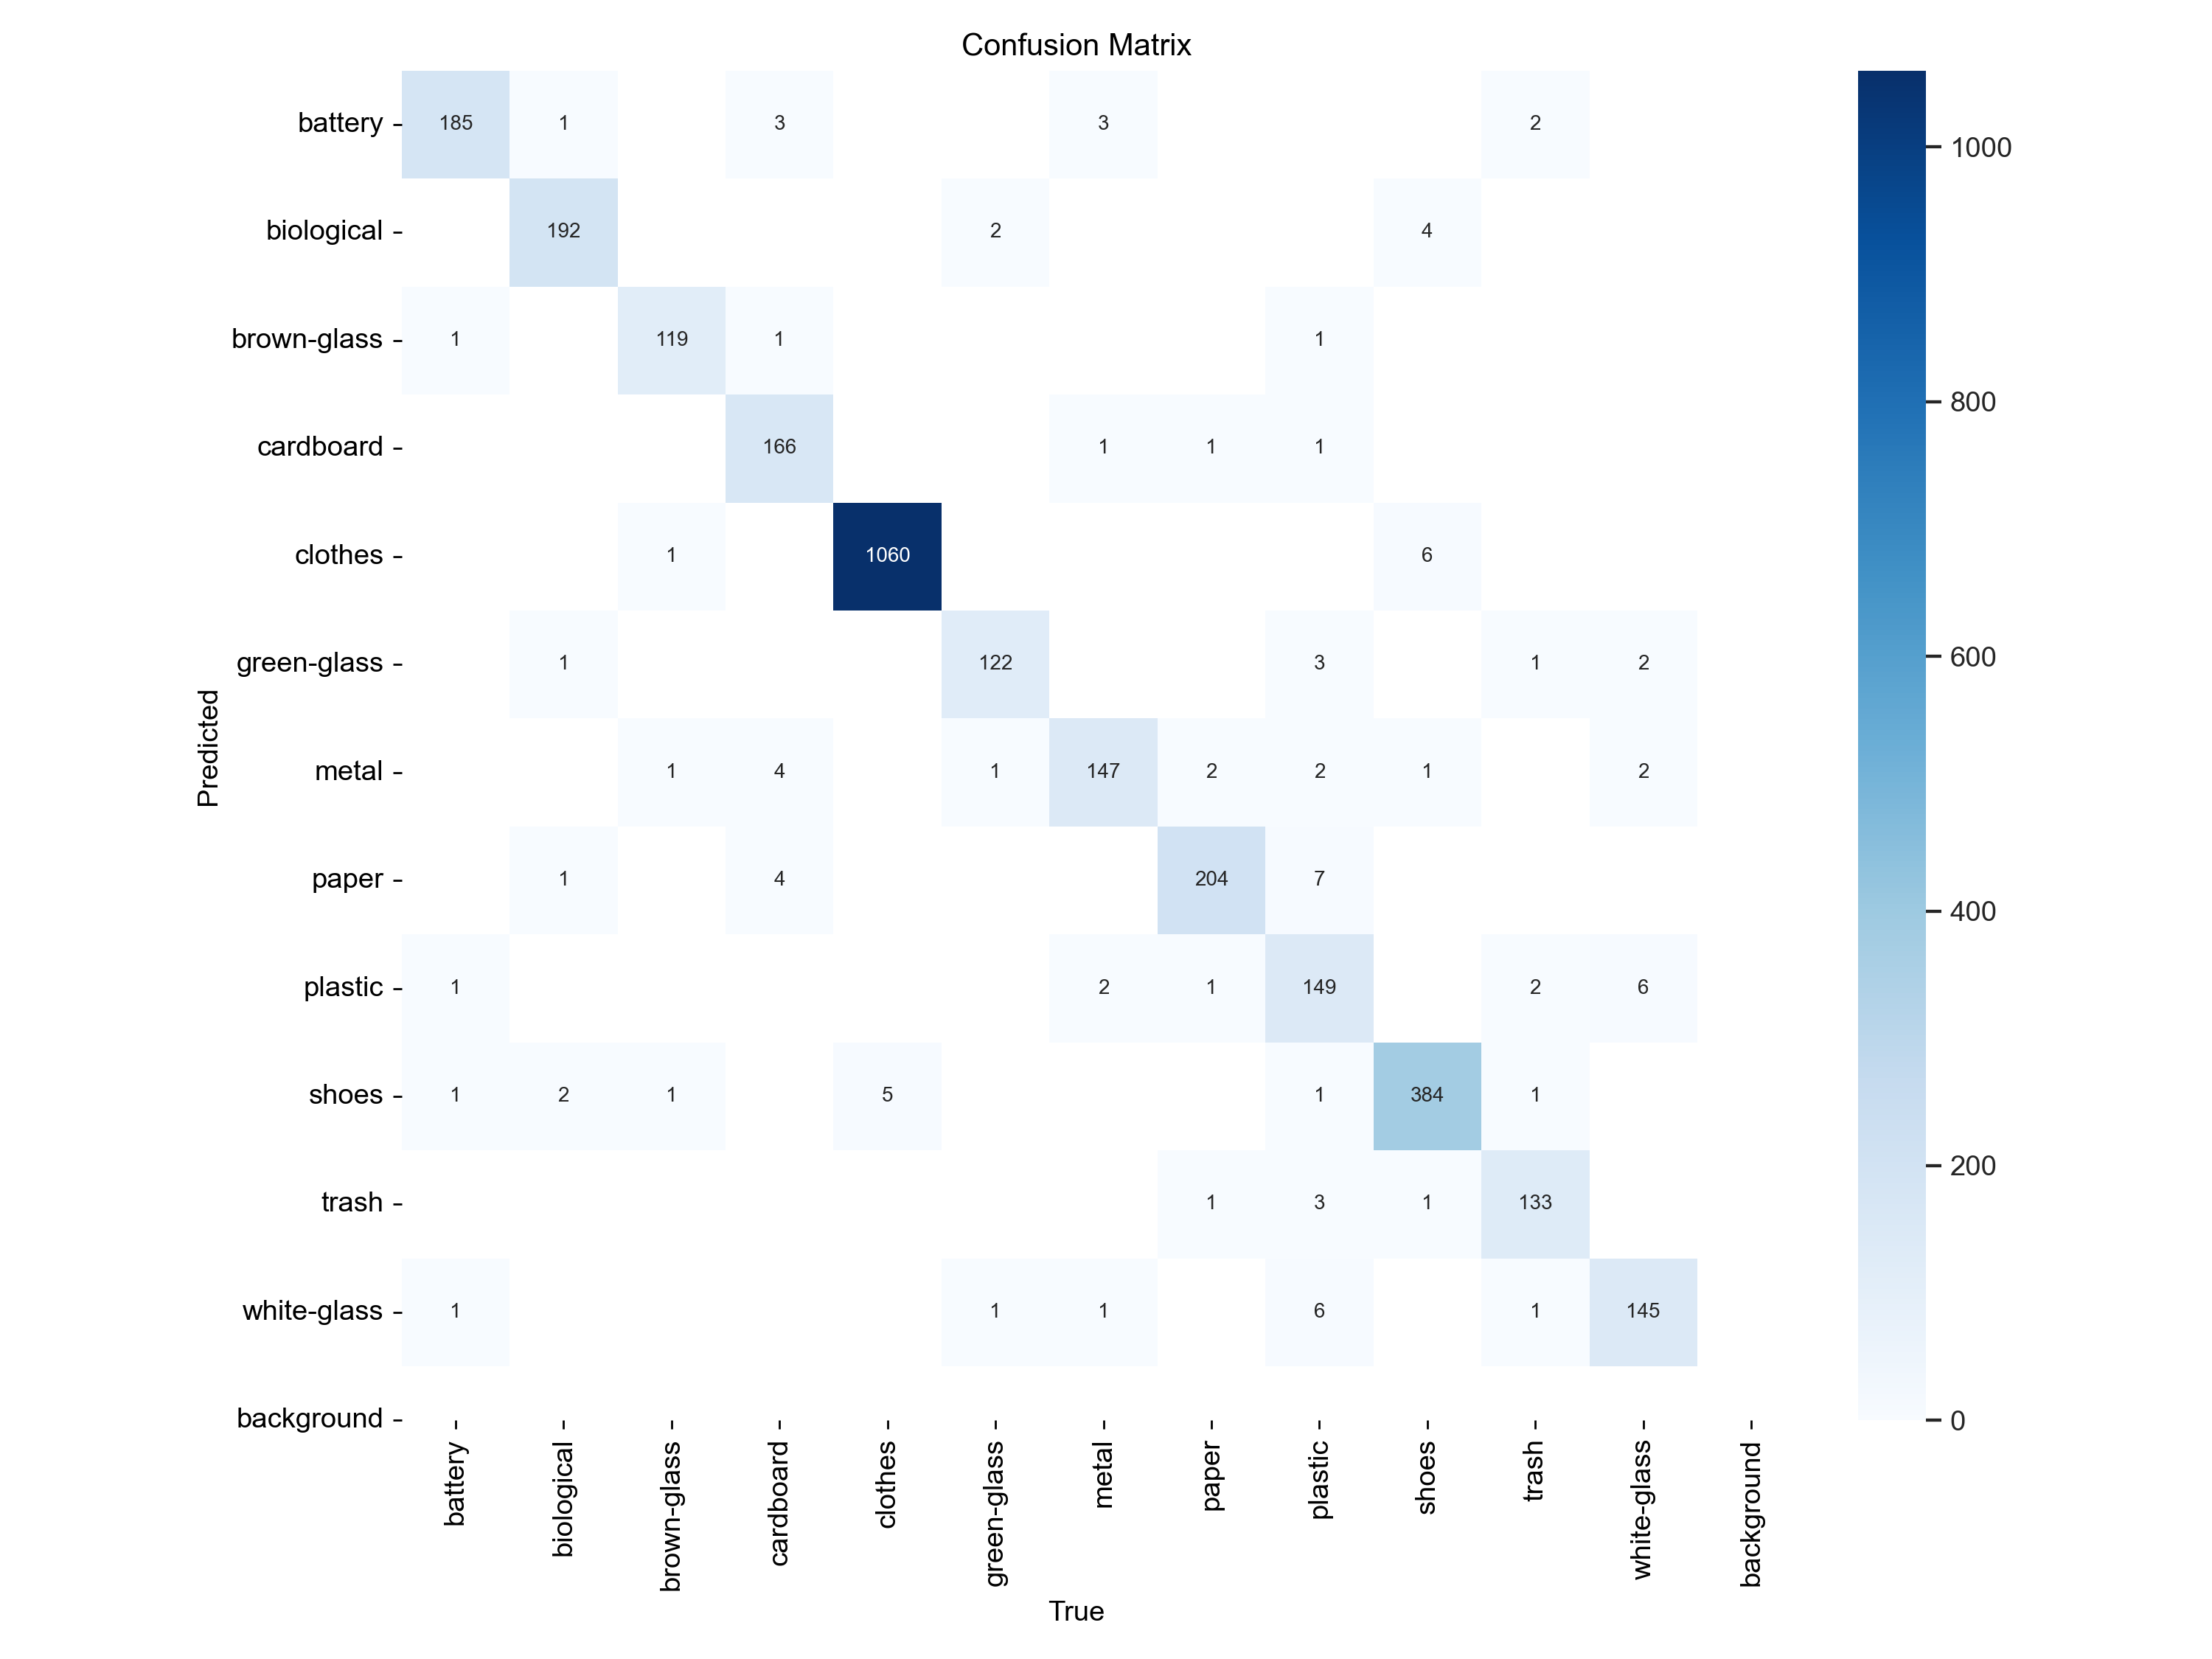 Confusion Matrix
battery 185 1 3 3 2
biological 192 2 4
brown-glass 1 119 1 1
cardboard 166 1 1 1
clothes 1 1060 6
green-glass 1 122 3 1 2
metal 1 4 1 147 2 2 1 2
paper 1 4 204 7
plastic 1 2 1 149 2 6
shoes 1 2 1 5 1 384 1
trash 1 3 1 133
white-glass 1 1 1 6 1 145
background
Predicted
battery biological brown-glass cardboard clothes green-glass metal paper plastic shoes trash white-glass background
True
1000
800
600
400
200
0